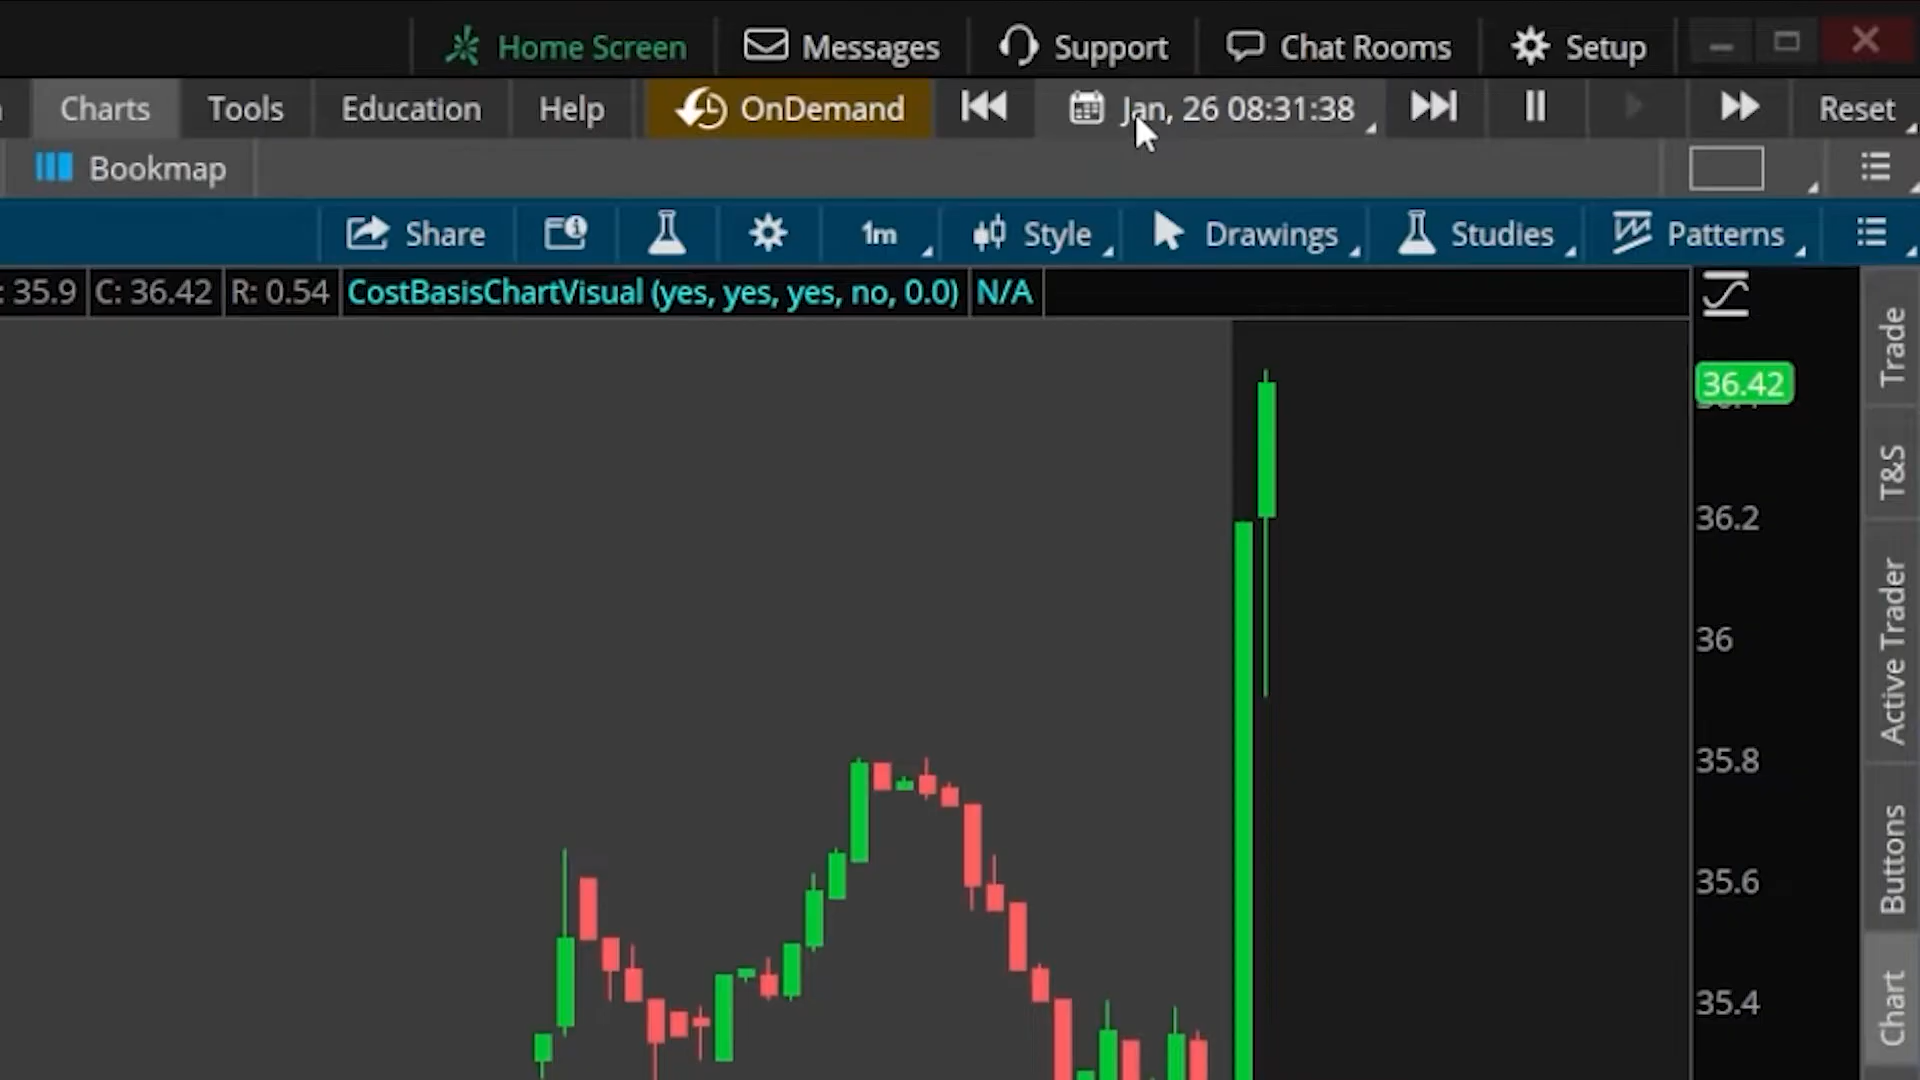 Home Screen Messages Support Chat Rooms Setup
Charts Tools Education Help OnDemand Jan, 26 08:31:38 Reset
Bookmap
Share 1m Style Drawings Studies Patterns
: 35.9 C: 36.42 R: 0.54 CostBasisChartVisual (yes, yes, yes, no, 0.0) N/A
36.42
36.2
36
35.8
35.6
35.4
Trade
T&S
Active Trader
Buttons
Chart